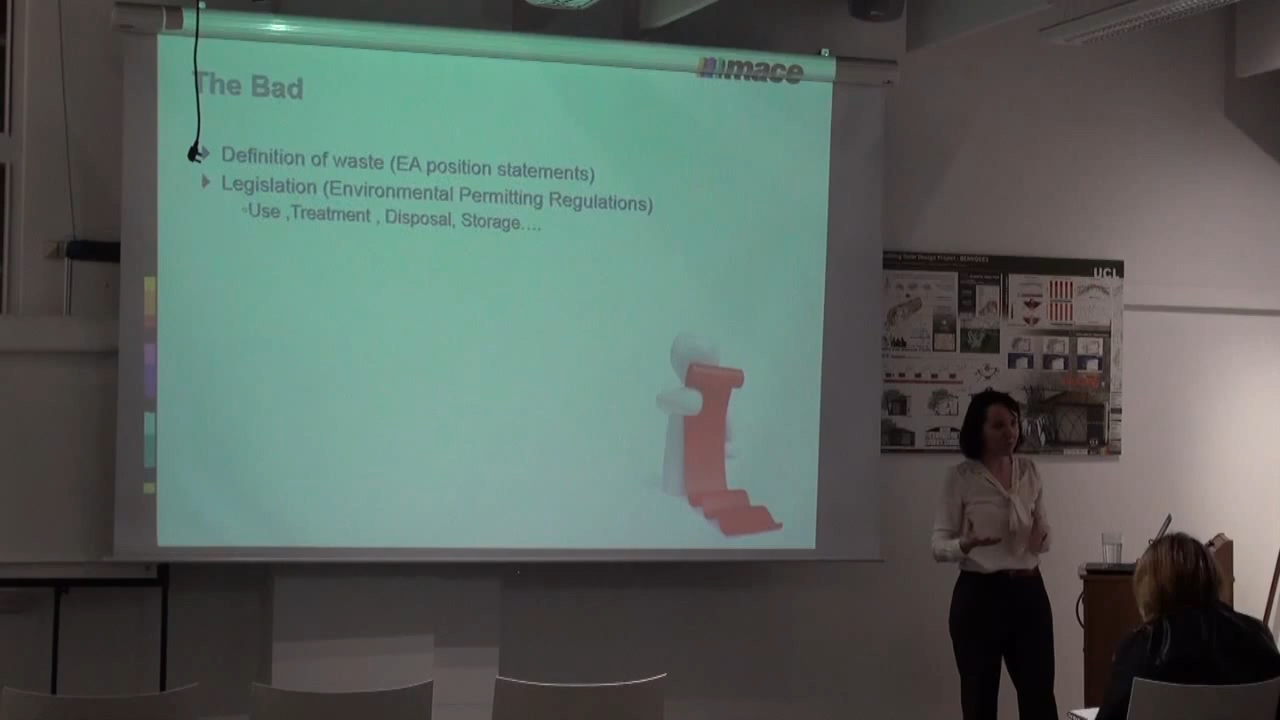 mace
The Bad
Definition of waste (EA position statements)
Legislation (Environmental Permitting Regulations)
Use ,Treatment , Disposal, Storage....
UCL